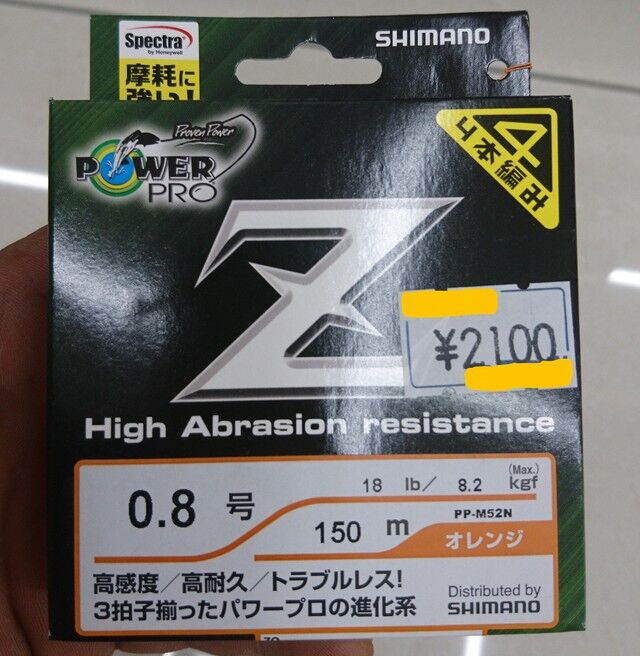 Spectra®
by Honeywell
SHIMANO
摩耗に
強い!
Proven Power
POWER
PRO
4
4本編み
Z
¥2100
High Abrasion resistance
0.8 号
18 lb/ 8.2 kgf
(Max.)
150 m
PP-M52N
オレンジ
高感度/高耐久/トラブルレス!
3拍子揃ったパワープロの進化系
Distributed by
SHIMANO